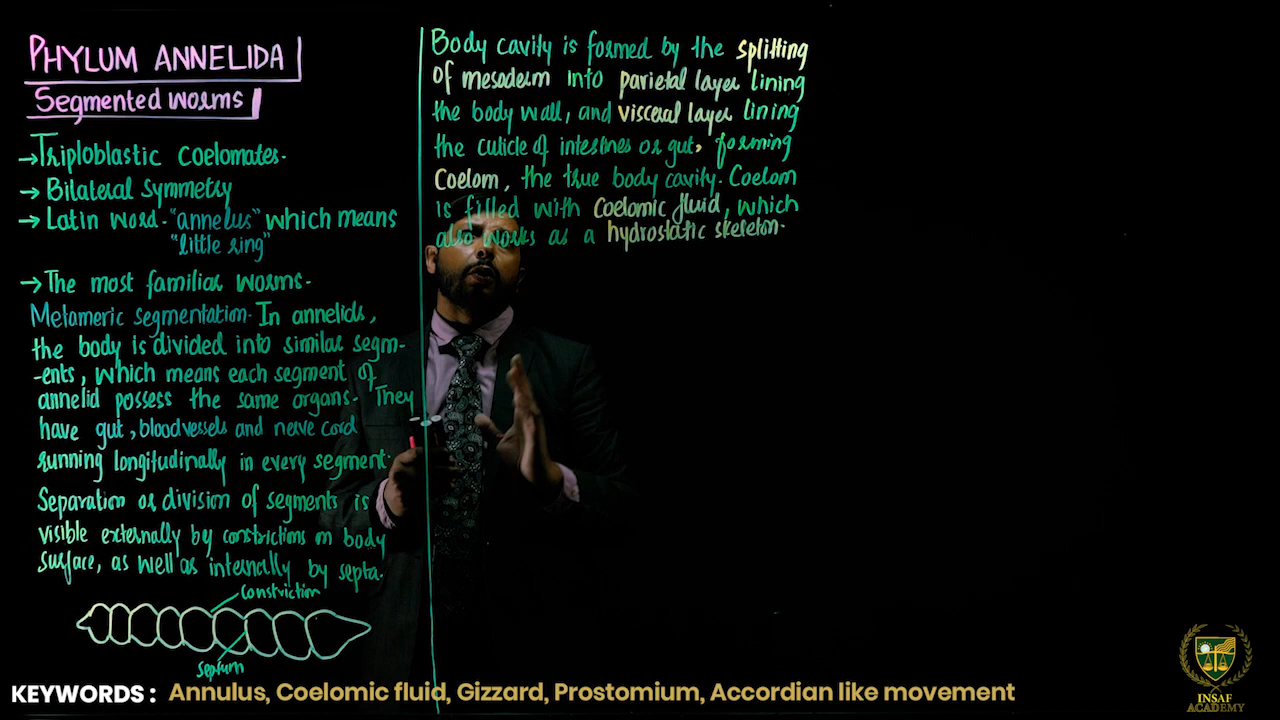 PHYLUM ANNELIDA
Segmented worms
→ Triploblastic coelomates.
→ Bilateral symmetry
→ Latin word - "annelus" which means
"little ring"
→ The most familiar worms.
Metameric segmentation. In annelids,
the body is divided into similar segm-
-ents, which means each segment of
annelid possess the same organs. They
have gut, bloodvessels and nerve cord
running longitudinally in every segment.
Separation or division of segments is
visible externally by constrictions on body
surface, as well as internally by septa.
constriction
septum
Body cavity is formed by the splitting
of mesoderm into parietal layer lining
the body wall, and visceral layer lining
the cuticle of intestines or gut, forming
Coelom, the true body cavity. Coelom
is filled with Coelomic fluid, which
also works as a hydrostatic skeleton.
KEYWORDS : Annulus, Coelomic fluid, Gizzard, Prostomium, Accordian like movement
INSAF
ACADEMY